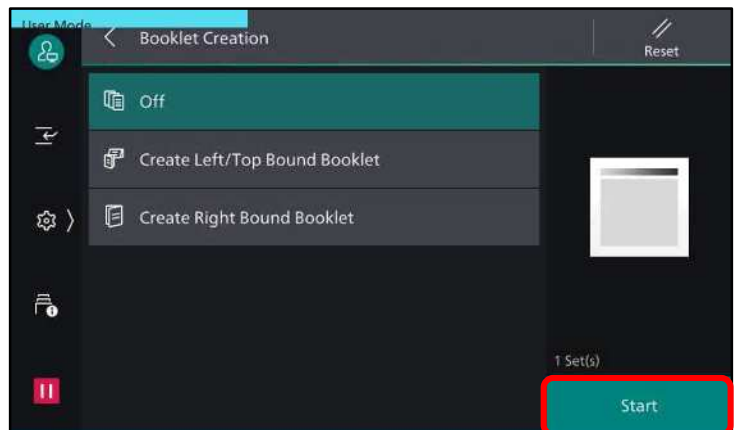 User Mode
Booklet Creation
Reset
Off
Create Left/Top Bound Booklet
Create Right Bound Booklet
1 Set(s)
Start